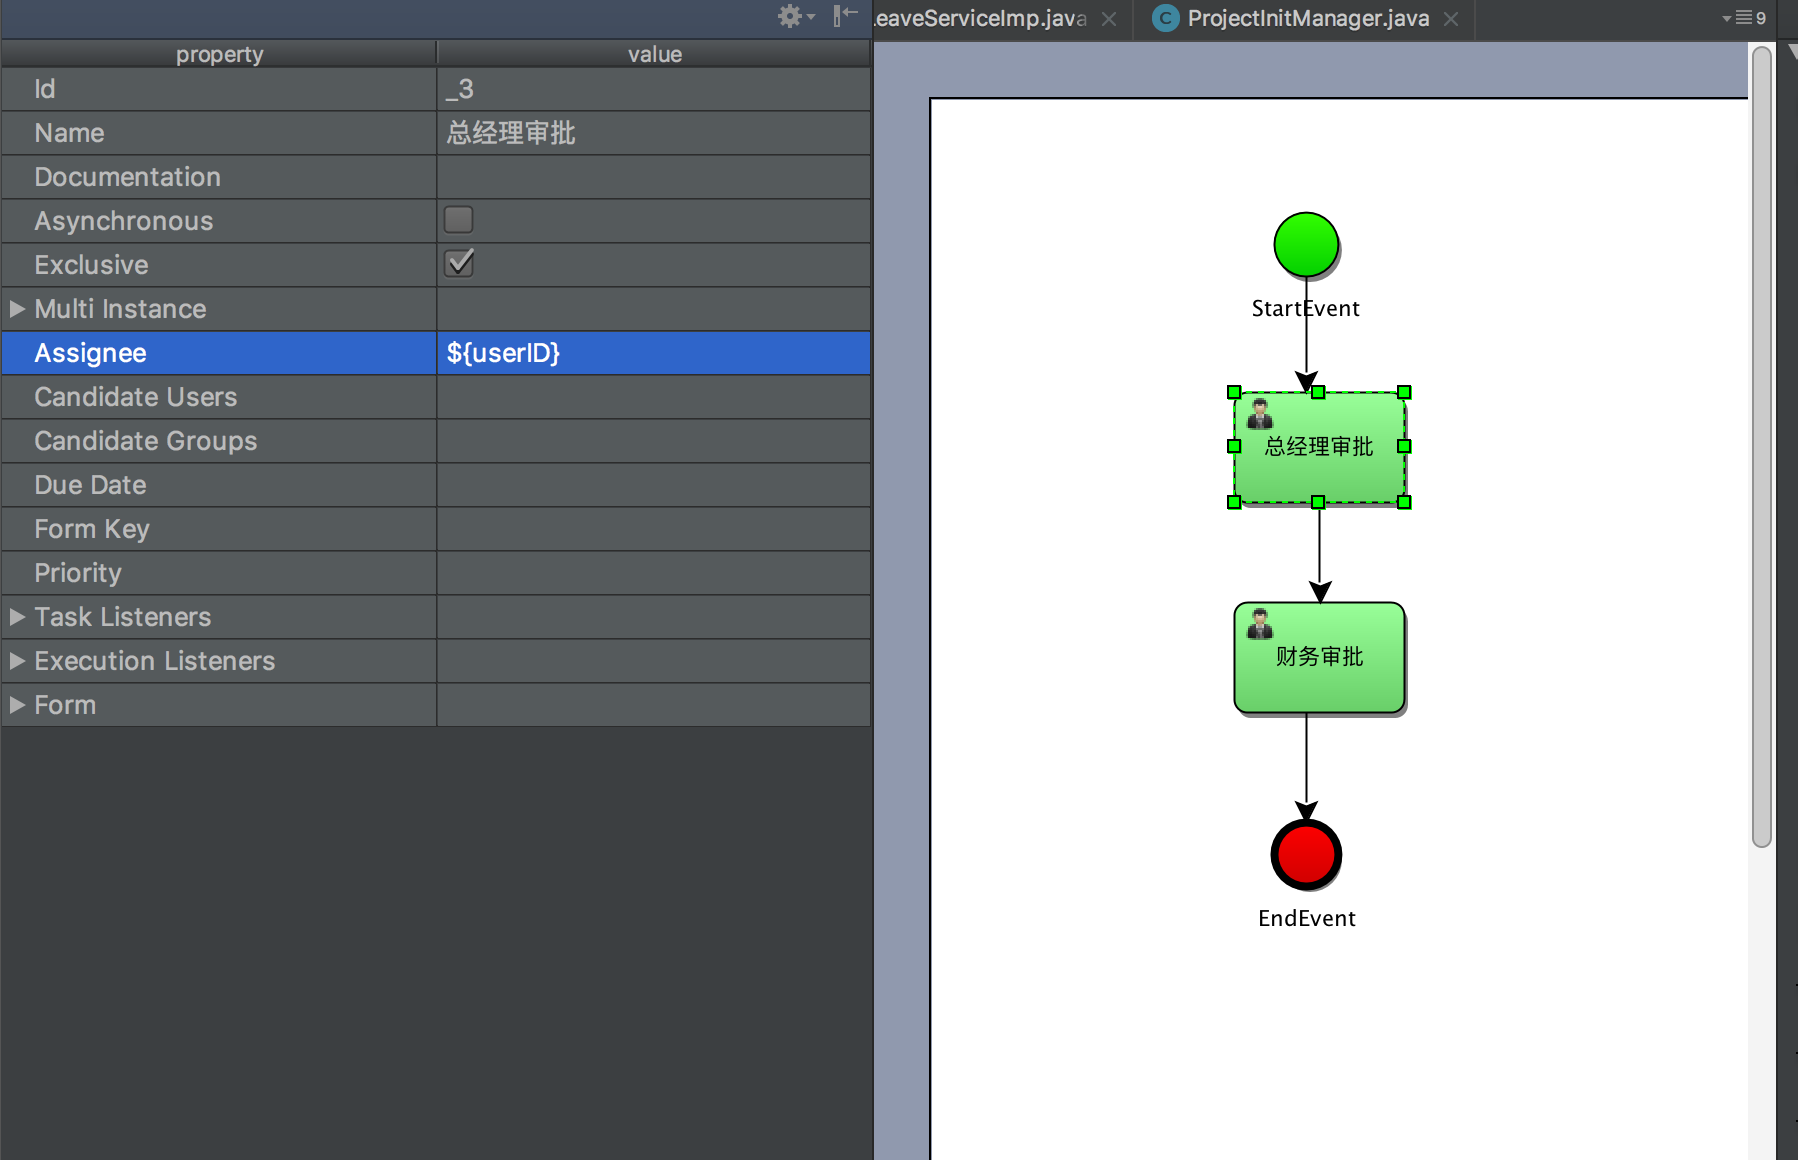 property value
Id _3
Name 总经理审批
Documentation
Asynchronous
Exclusive
Multi Instance
Assignee ${userID}
Candidate Users
Candidate Groups
Due Date
Form Key
Priority
Task Listeners
Execution Listeners
Form
eaveServiceImp.java
C ProjectInitManager.java
9
StartEvent
总经理审批
财务审批
EndEvent